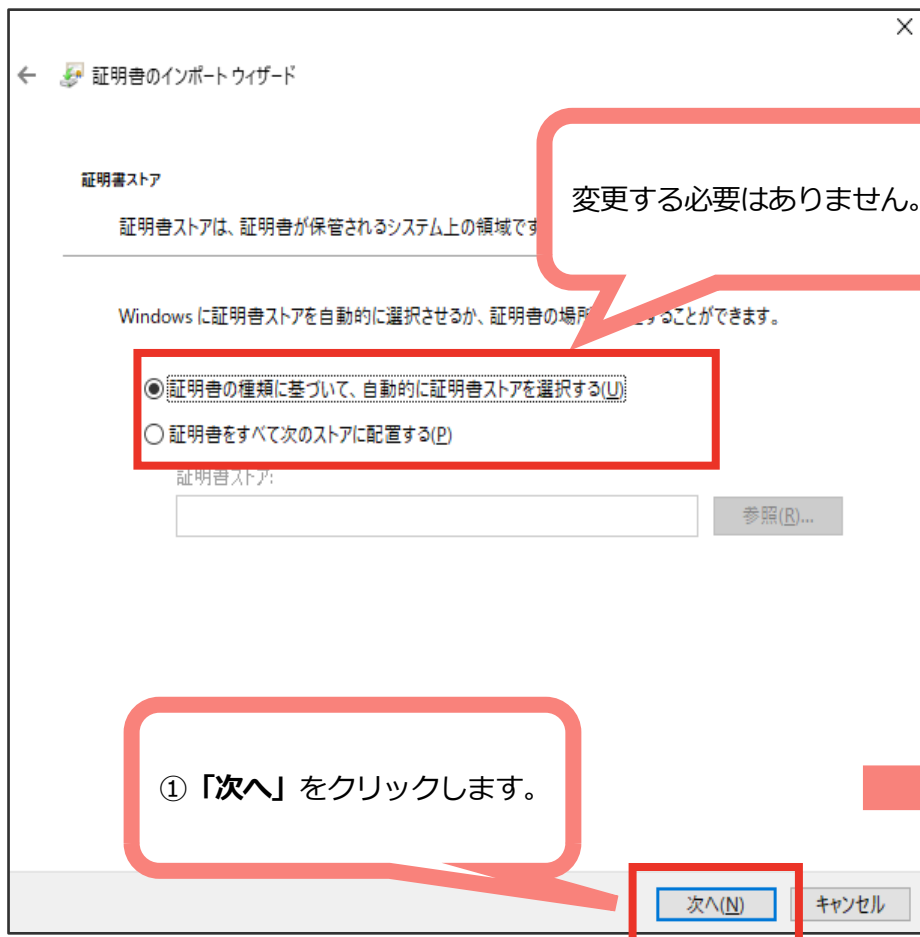 証明書のインポート ウィザード
証明書ストア
変更する必要はありません。
証明書ストアは、証明書が保管されるシステム上の領域です
Windows に証明書ストアを自動的に選択させるか、証明書の場所 することができます。
証明書の種類に基づいて、自動的に証明書ストアを選択する(U)
証明書をすべて次のストアに配置する(P)
証明書ストア:
参照(R)...
①「次へ」をクリックします。
次へ(N) キャンセル